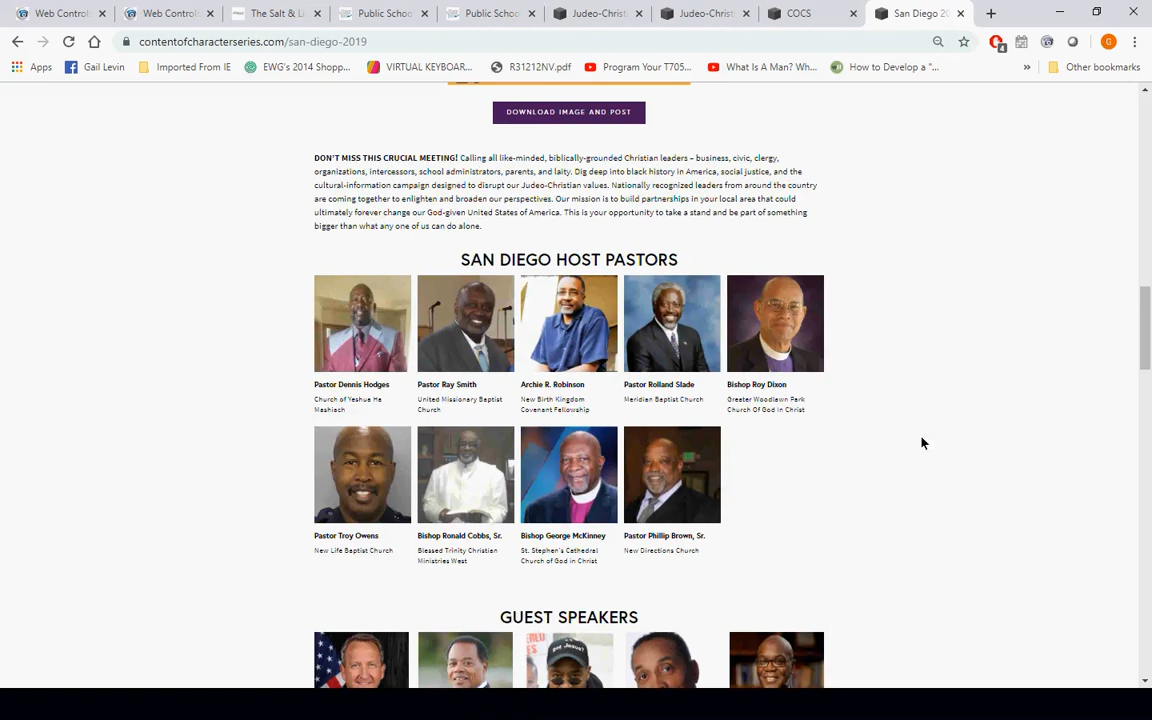 Web Control
Web Control
The Salt & Li
Public Schoo
Public Schoo
Judeo-Christ
Judeo-Christ
COCS
San Diego 20
contentofcharacterseries.com/san-diego-2019
4
G
Apps
Gail Levin
Imported From IE
EWG's 2014 Shopp...
VIRTUAL KEYBOAR...
R31212NV.pdf
Program Your T705...
What Is A Man? Wh...
How to Develop a "...
»
Other bookmarks
DOWNLOAD IMAGE AND POST
DON'T MISS THIS CRUCIAL MEETING! Calling all like-minded, biblically-grounded Christian leaders – business, civic, clergy,
organizations, intercessors, school administrators, parents, and laity. Dig deep into black history in America, social justice, and the
cultural-information campaign designed to disrupt our Judeo-Christian values. Nationally recognized leaders from around the country
are coming together to enlighten and broaden our perspectives. Our mission is to build partnerships in your local area that could
ultimately forever change our God-given United States of America. This is your opportunity to take a stand and be part of something
bigger than what any one of us can do alone.
SAN DIEGO HOST PASTORS
Pastor Dennis Hodges
Church of Yeshua Ha
Mashiach
Pastor Ray Smith
United Missionary Baptist
Church
Archie R. Robinson
New Birth Kingdom
Covenant Fellowship
Pastor Rolland Slade
Meridian Baptist Church
Bishop Roy Dixon
Greater Woodlawn Park
Church Of God in Christ
Pastor Troy Owens
New Life Baptist Church
Bishop Ronald Cobbs, Sr.
Blessed Trinity Christian
Ministries West
Bishop George McKinney
St. Stephen's Cathedral
Church of God in Christ
Pastor Phillip Brown, Sr.
New Directions Church
GUEST SPEAKERS